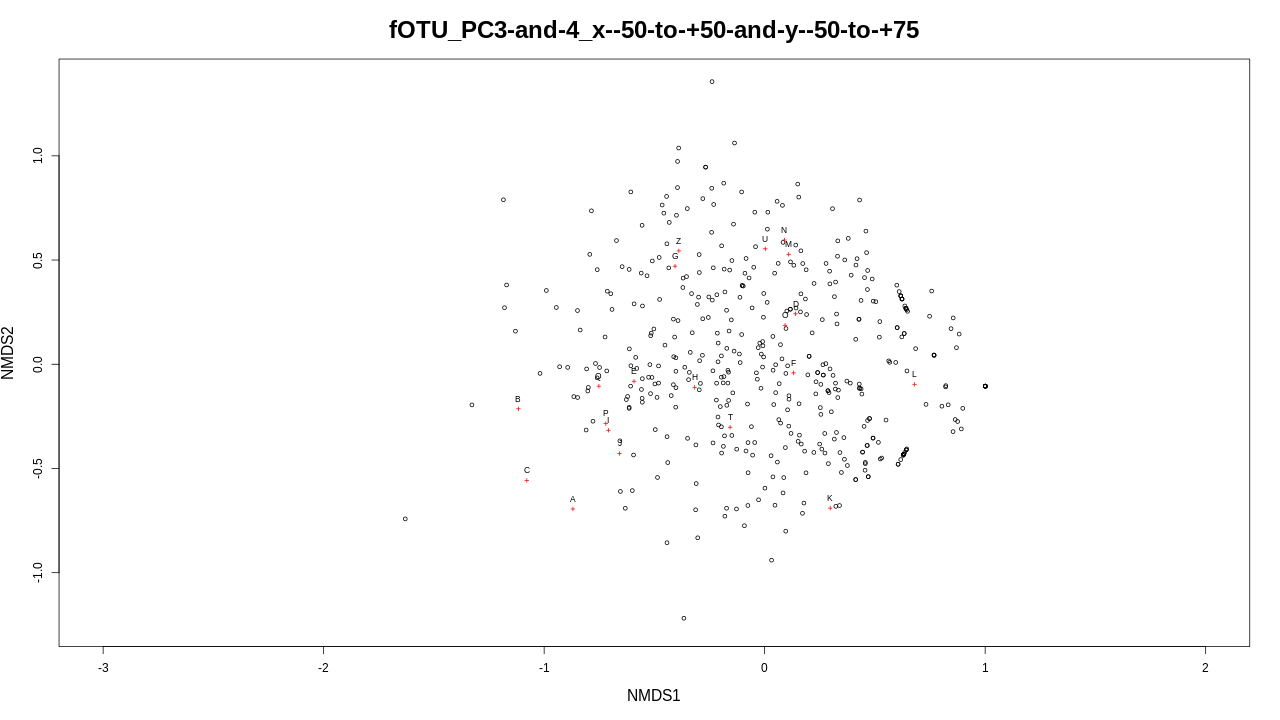 fOTU_PC3-and-4_x--50-to-+50-and-y--50-to-+75
NMDS2
1.0
0.5
0.0
-0.5
-1.0
Z
G
U
N
M
D
O
F
E
H
L
Q
B
P
I
J
T
C
A
K
-3
-2
-1
0
1
2
NMDS1